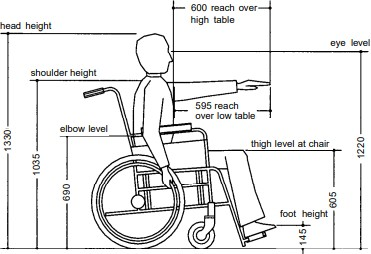 600 reach over
high table
head height
eye level
shoulder height
595 reach
over low table
elbow level
thigh level at chair
foot height
1330
1035
690
1220
605
145